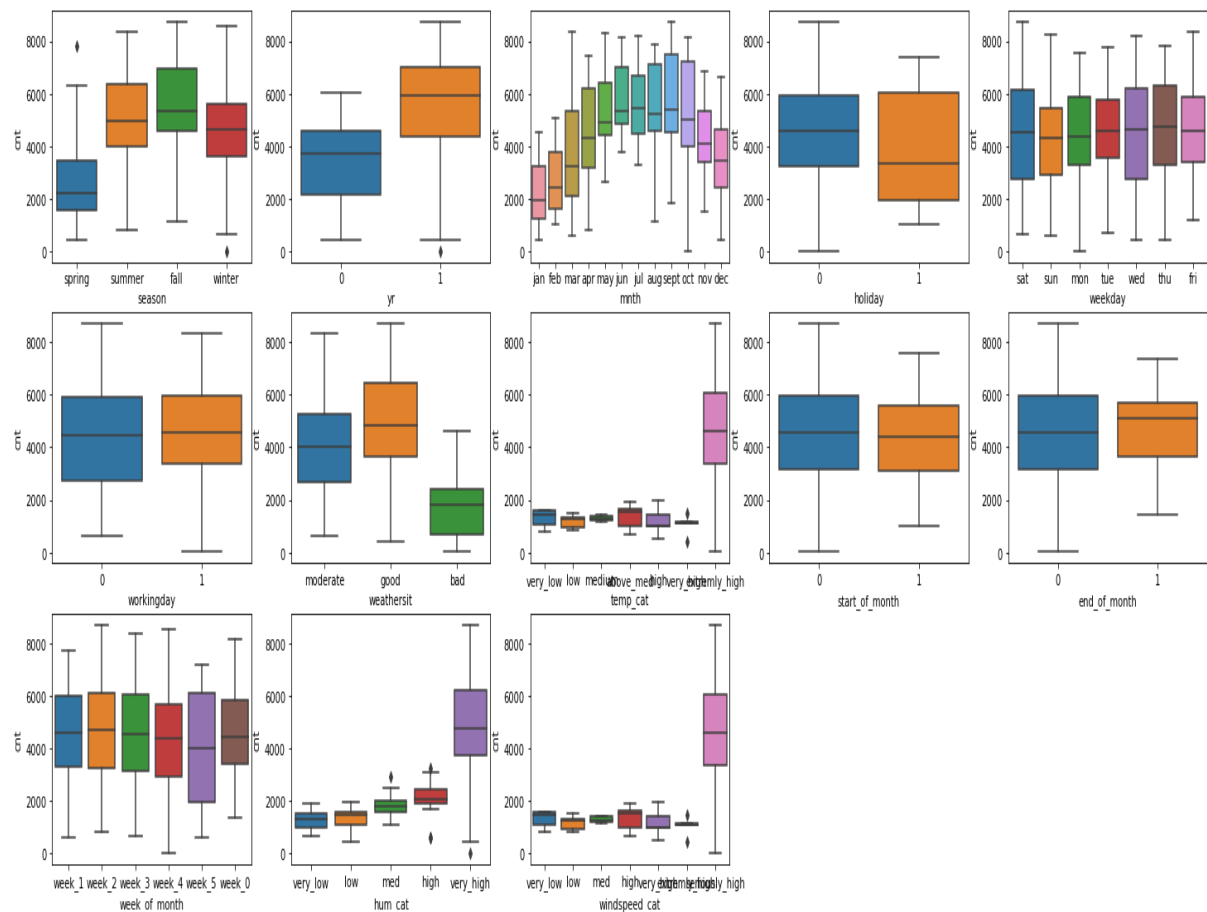 8000
6000
4000
2000
0
cnt
spring summer fall winter
season
8000
6000
4000
2000
0
cnt
0 1
yr
8000
6000
4000
2000
0
cnt
jan feb mar apr may jun jul aug sept oct nov dec
mnth
8000
6000
4000
2000
0
cnt
0 1
holiday
8000
6000
4000
2000
0
cnt
sat sun mon tue wed thu fri
weekday
8000
6000
4000
2000
0
cnt
0 1
workingday
8000
6000
4000
2000
0
cnt
moderate good bad
weathersit
8000
6000
4000
2000
0
cnt
very_low low medium above_med high
temp_cat
8000
6000
4000
2000
0
cnt
0 1
start_of_month
8000
6000
4000
2000
0
cnt
0 1
end_of_month
8000
6000
4000
2000
0
cnt
week_1 week_2 week_3 week_4 week_5 week_0
week_of_month
8000
6000
4000
2000
0
cnt
very_low low med high very_high
hum_cat
8000
6000
4000
2000
0
cnt
very_low low med high
windspeed_cat